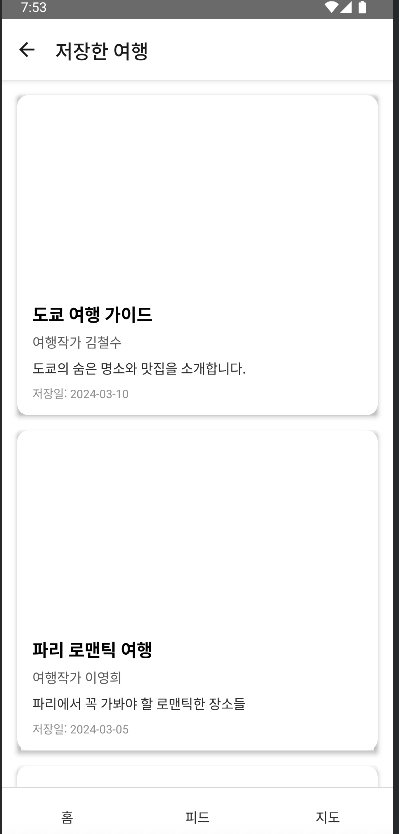 7:53
저장한 여행
도쿄 여행 가이드
여행작가 김철수
도쿄의 숨은 명소와 맛집을 소개합니다.
저장일: 2024-03-10
파리 로맨틱 여행
여행작가 이영희
파리에서 꼭 가봐야 할 로맨틱한 장소들
저장일: 2024-03-05
홈 피드 지도